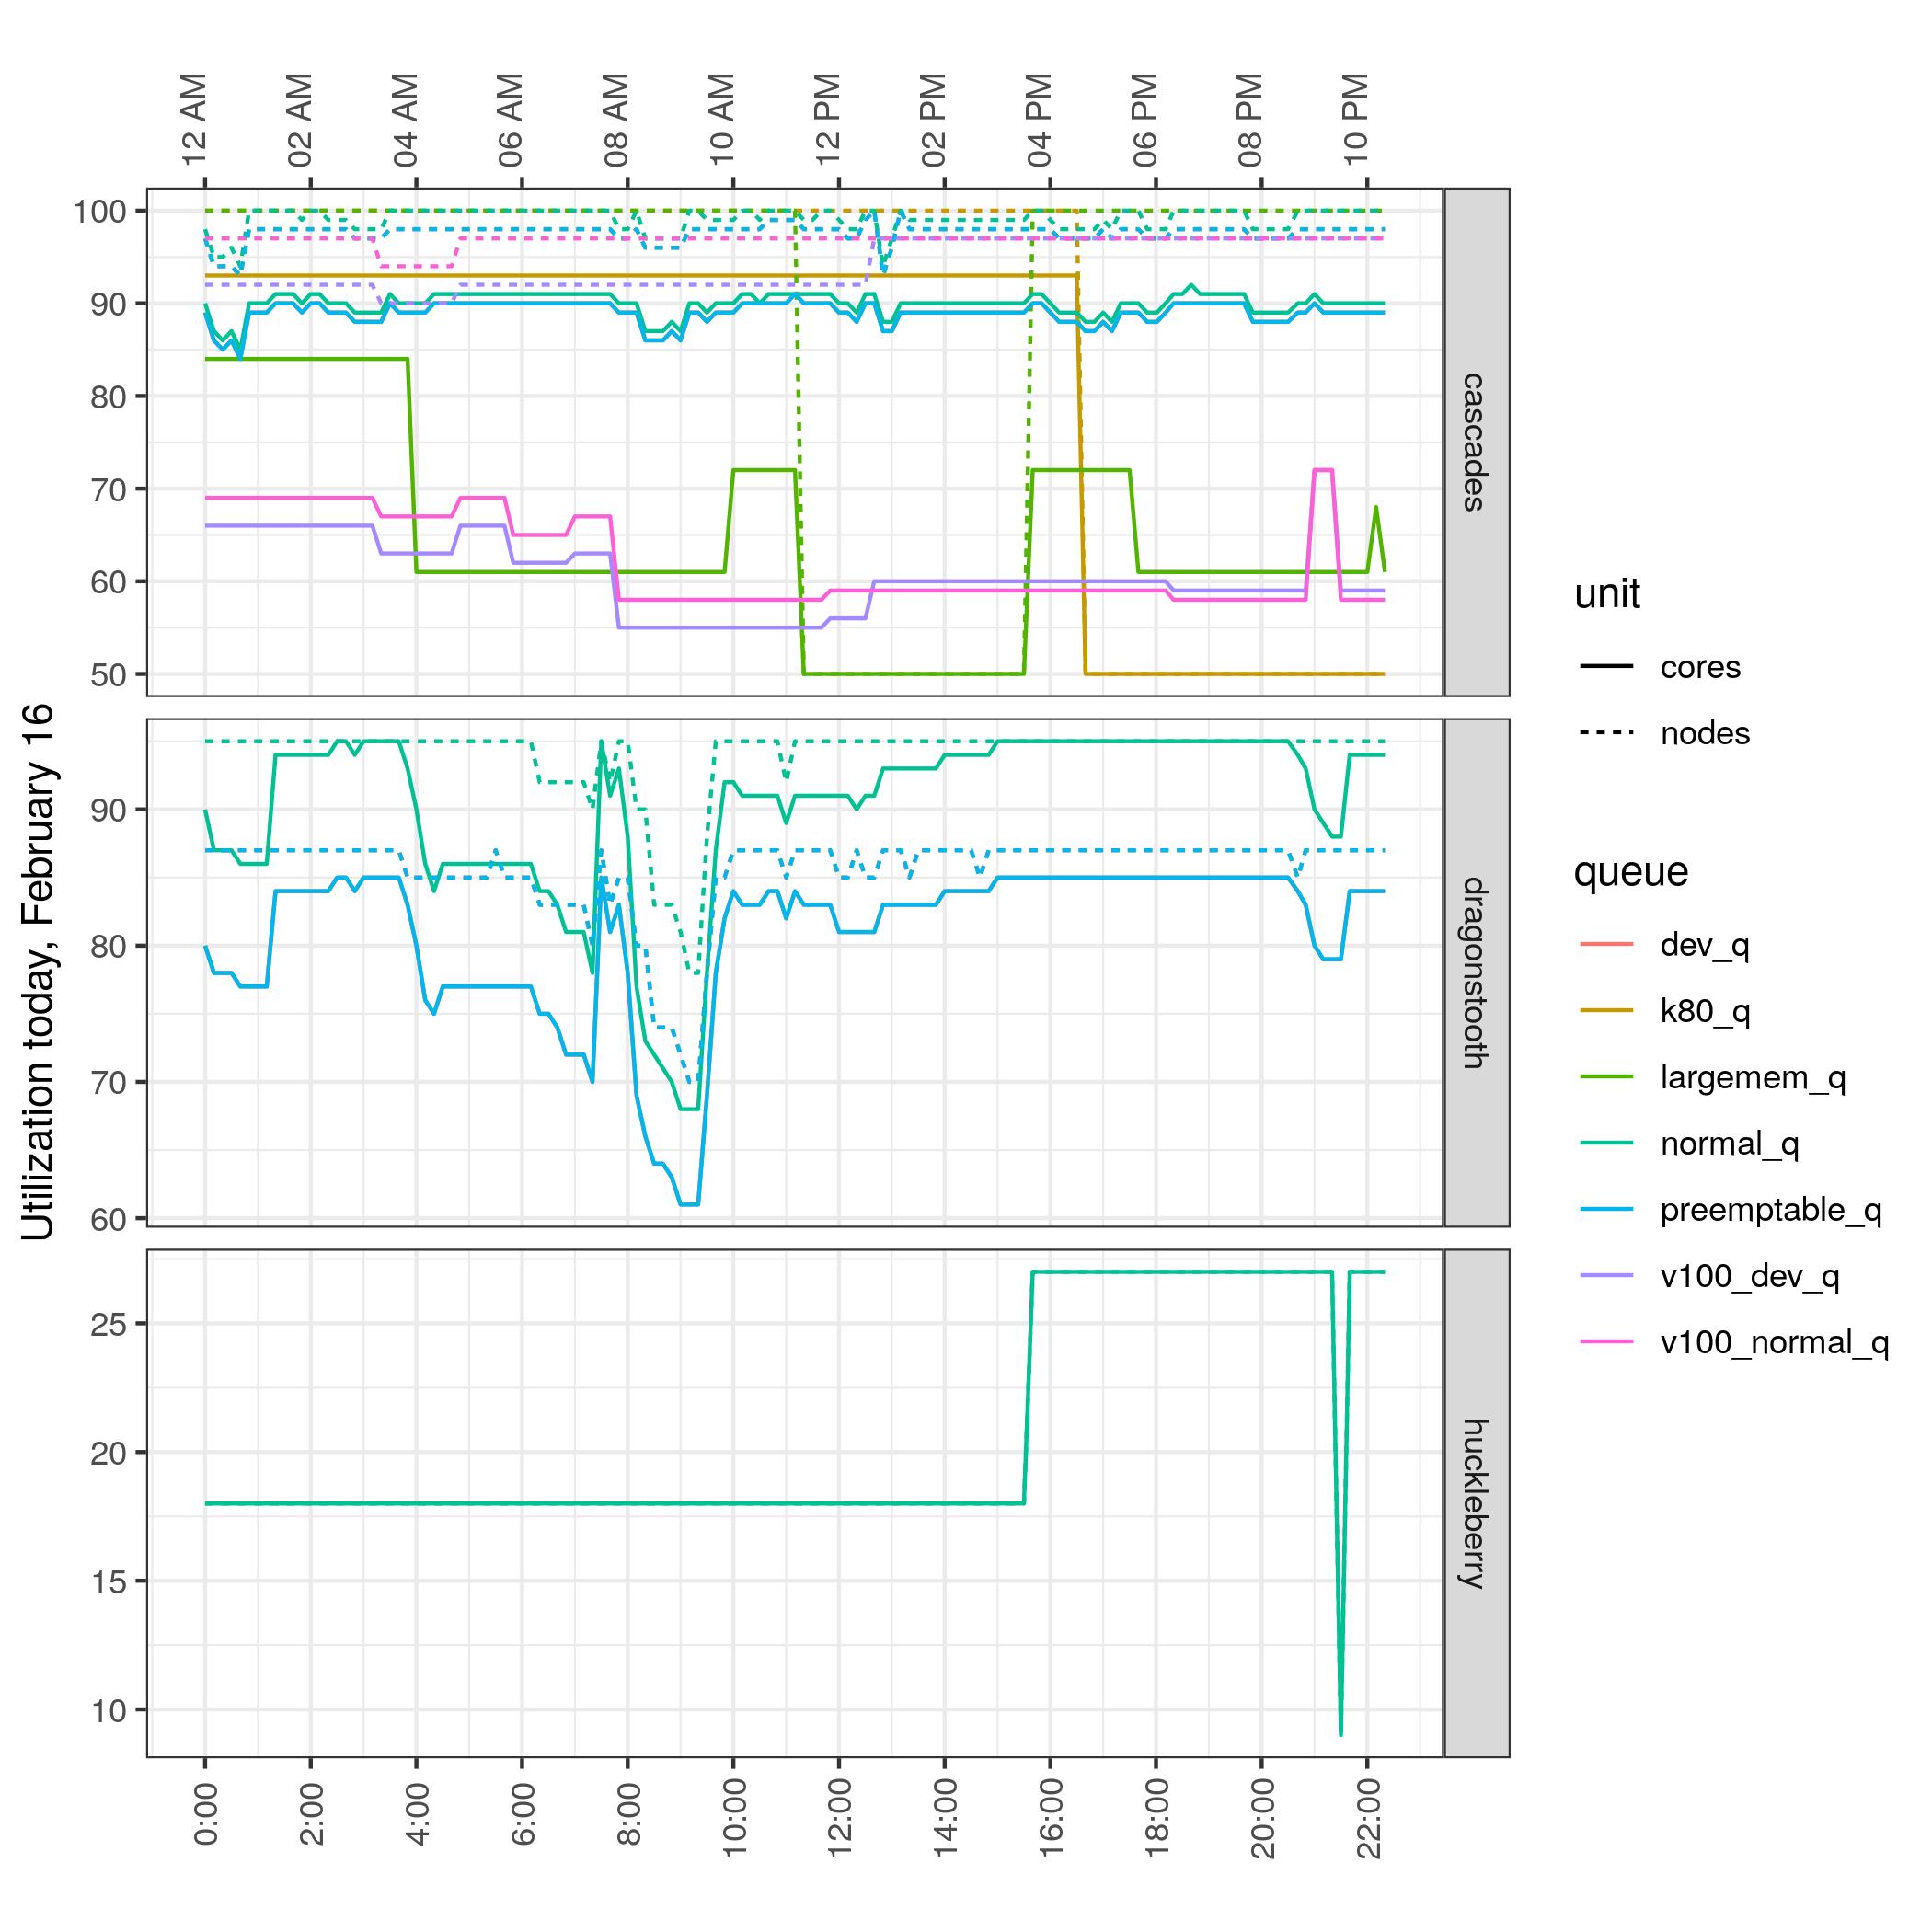 12 AM
02 AM
04 AM
06 AM
08 AM
10 AM
12 PM
02 PM
04 PM
06 PM
08 PM
10 PM
Utilization today, February 16
100
90
80
70
60
50
cascades
90
80
70
60
dragonstooth
25
20
15
10
huckleberry
0:00
2:00
4:00
6:00
8:00
10:00
12:00
14:00
16:00
18:00
20:00
22:00
unit
cores
nodes
queue
dev_q
k80_q
largemem_q
normal_q
preemptable_q
v100_dev_q
v100_normal_q